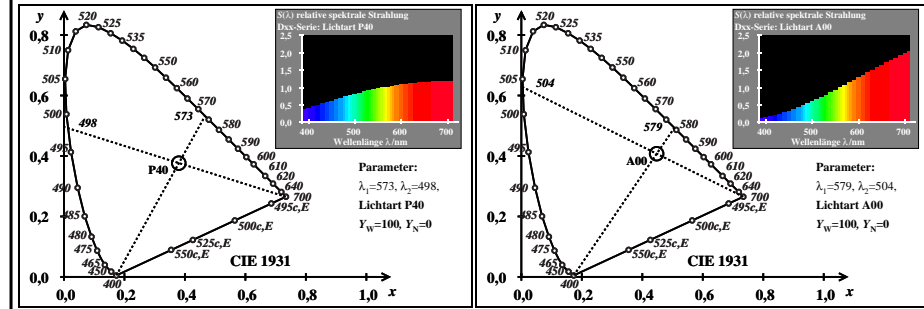 y
0,8
0,6
0,4
0,2
0,0
0,0 0,2 0,4 0,6 0,8 1,0
x
520
525
510
535
550
505
560
570
500
573
498
580
590
495
600
610
620
640
700
490
495c,E
500c,E
485
525c,E
550c,E
480
475
465
450
400
P40
CIE 1931
S(λ) relative spektrale Strahlung
Dxx-Serie: Lichtart P40
2,5
2,0
1,5
1,0
0,5
0,0
400 500 600 700
Wellenlänge λ/nm
Parameter:
λ1=573, λ2=498,
Lichtart P40
YW=100, YN=0
y
0,8
0,6
0,4
0,2
0,0
0,0 0,2 0,4 0,6 0,8 1,0
x
520
525
510
535
550
505
504
560
570
500
579
580
590
495
600
610
620
640
700
490
495c,E
500c,E
485
525c,E
550c,E
480
475
465
450
400
A00
CIE 1931
S(λ) relative spektrale Strahlung
Dxx-Serie: Lichtart A00
2,5
2,0
1,5
1,0
0,5
0,0
400 500 600 700
Wellenlänge λ/nm
Parameter:
λ1=579, λ2=504,
Lichtart A00
YW=100, YN=0